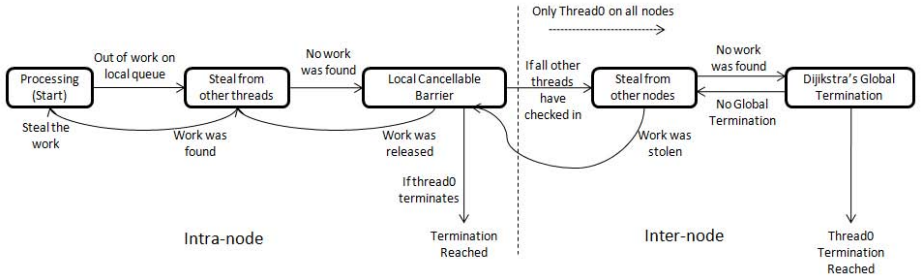 Only Thread0 on all nodes
Out of work on
local queue
No work
was found
If all other
threads
have
checked in
No work
was found
Processing
(Start)
Steal from
other threads
Local Cancellable
Barrier
Steal from
other nodes
Dijikstra's Global
Termination
No Global
Termination
Steal the
work
Work was
found
Work was
released
Work was
stolen
If thread0
terminates
Intra-node
Termination
Reached
Inter-node
Thread0
Termination
Reached